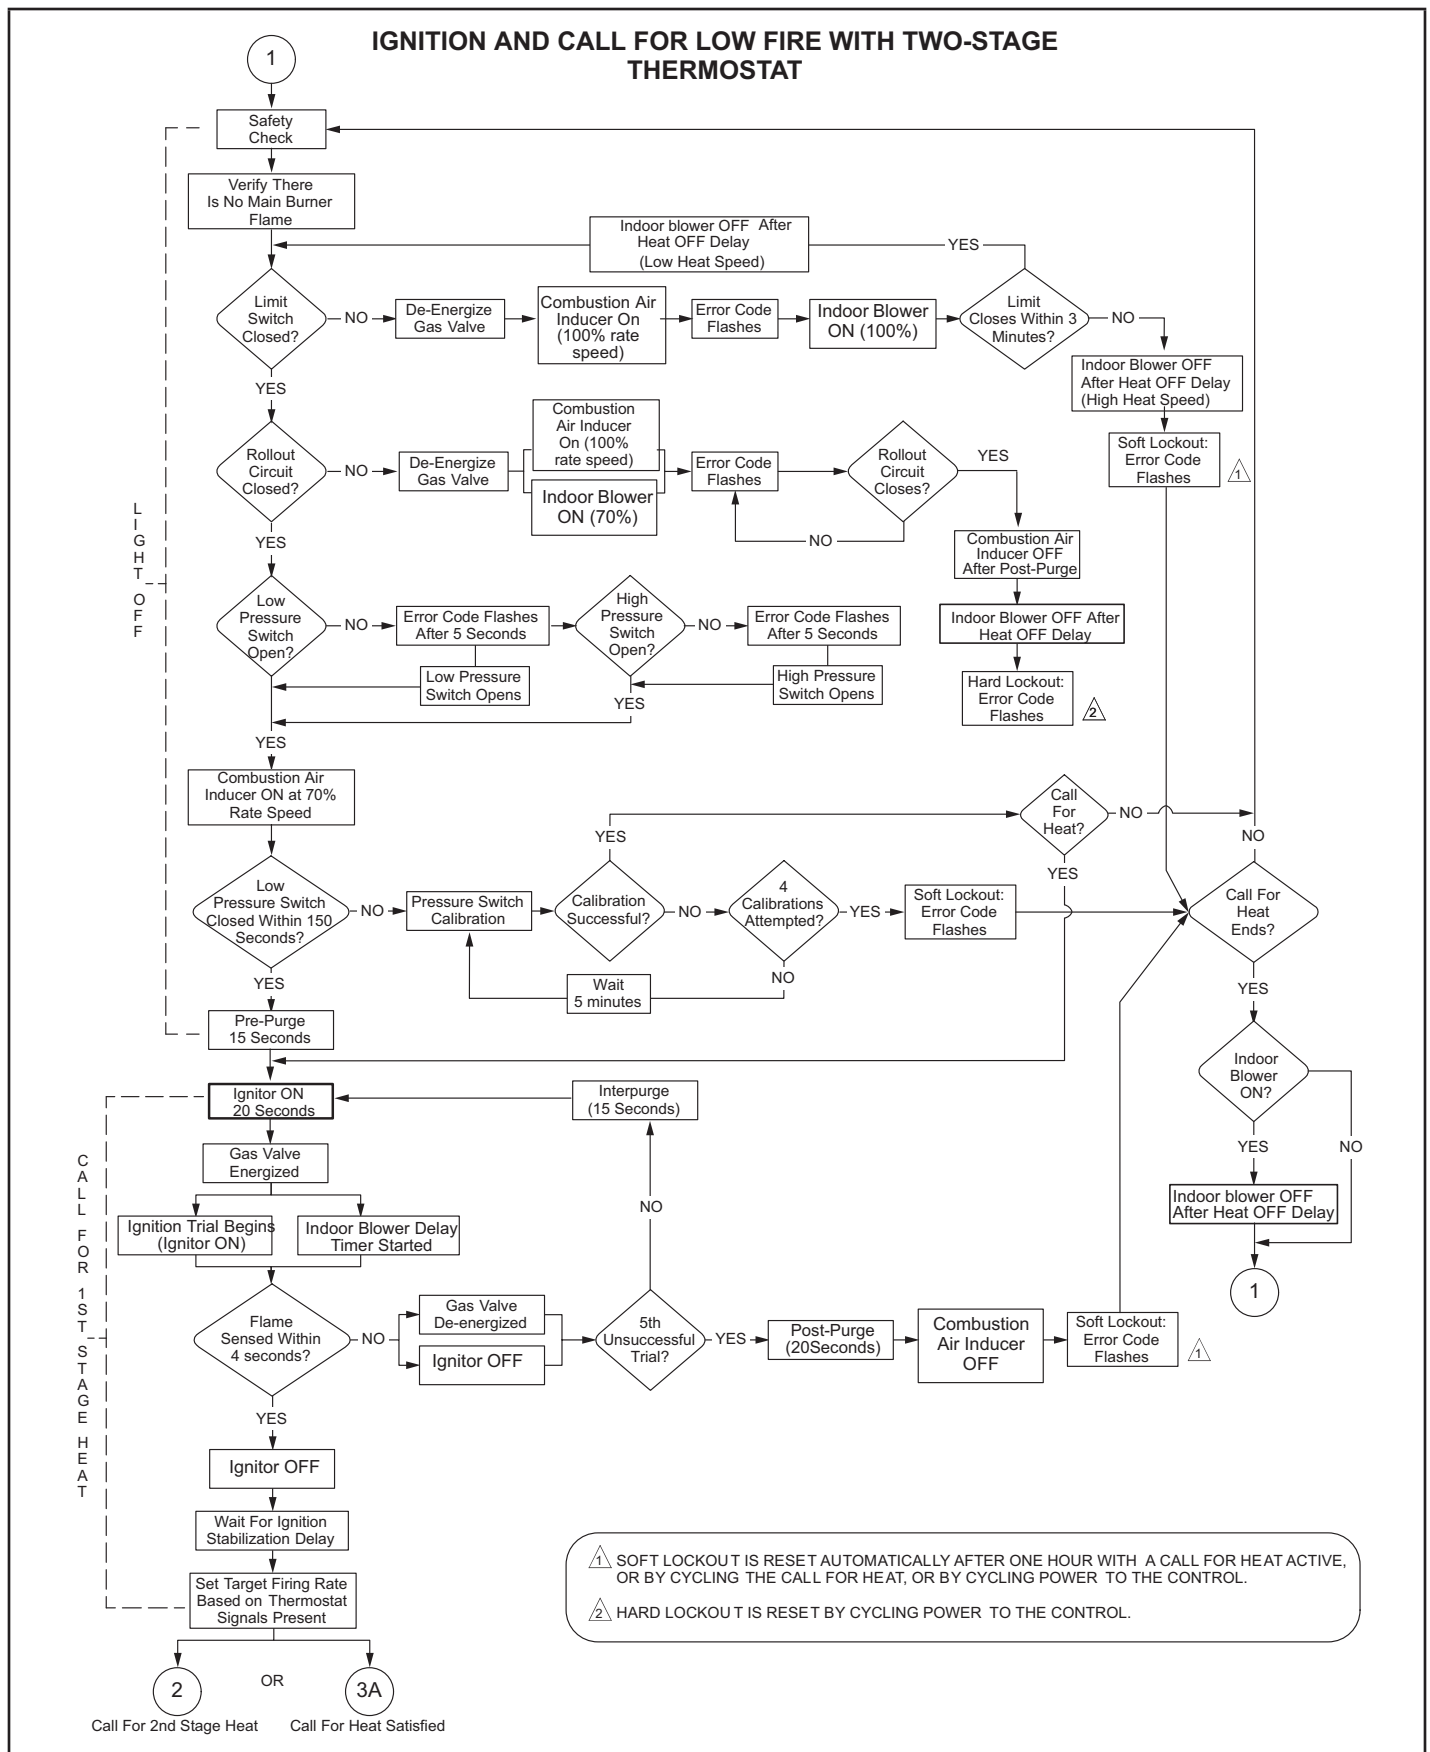 IGNITION AND CALL FOR LOW FIRE WITH TWO-STAGE
THERMOSTAT
1
Safety
Check
Verify There
Is No Main Burner
Flame
Indoor blower OFF After
Heat OFF Delay
(Low Heat Speed)
YES
Limit
Switch
Closed?
NO
De-Energize
Gas Valve
Combustion Air
Inducer On
(100% rate
speed)
Error Code
Flashes
Indoor Blower
ON (100%)
Limit
Closes Within 3
Minutes?
NO
Indoor Blower OFF
After Heat OFF Delay
(High Heat Speed)
Soft Lockout:
Error Code
Flashes
1
YES
Rollout
Circuit
Closed?
NO
De-Energize
Gas Valve
Combustion
Air Inducer
On (100%
rate speed)
Indoor Blower
ON (70%)
Error Code
Flashes
Rollout
Circuit
Closes?
YES
NO
Combustion Air
Inducer OFF
After Post-Purge
Indoor Blower OFF After
Heat OFF Delay
Hard Lockout:
Error Code
Flashes
2
LIGHT OFF
YES
Low
Pressure
Switch
Open?
NO
Error Code Flashes
After 5 Seconds
Low Pressure
Switch Opens
High
Pressure
Switch
Open?
NO
Error Code Flashes
After 5 Seconds
High Pressure
Switch Opens
YES
YES
Combustion Air
Inducer ON at 70%
Rate Speed
Low
Pressure Switch
Closed Within 150
Seconds?
NO
Pressure Switch
Calibration
Calibration
Successful?
YES
Call
For
Heat?
NO
YES
NO
4
Calibrations
Attempted?
YES
NO
Wait
5 minutes
Soft Lockout:
Error Code
Flashes
NO
Call For
Heat
Ends?
YES
Indoor
Blower
ON?
YES
NO
Indoor blower OFF
After Heat OFF Delay
1
YES
Pre-Purge
15 Seconds
Ignitor ON
20 Seconds
Interpurge
(15 Seconds)
CALL FOR 1ST STAGE HEAT
Gas Valve
Energized
Ignition Trial Begins
(Ignitor ON)
Indoor Blower Delay
Timer Started
Flame
Sensed Within
4 seconds?
NO
Gas Valve
De-energized
Ignitor OFF
5th
Unsuccessful
Trial?
NO
YES
Post-Purge
(20Seconds)
Combustion
Air Inducer
OFF
Soft Lockout:
Error Code
Flashes
1
YES
Ignitor OFF
Wait For Ignition
Stabilization Delay
Set Target Firing Rate
Based on Thermostat
Signals Present
2
OR
3A
Call For 2nd Stage Heat
Call For Heat Satisfied
1 SOFT LOCKOUT IS RESET AUTOMATICALLY AFTER ONE HOUR WITH A CALL FOR HEAT ACTIVE,
OR BY CYCLING THE CALL FOR HEAT, OR BY CYCLING POWER TO THE CONTROL.
2 HARD LOCKOUT IS RESET BY CYCLING POWER TO THE CONTROL.